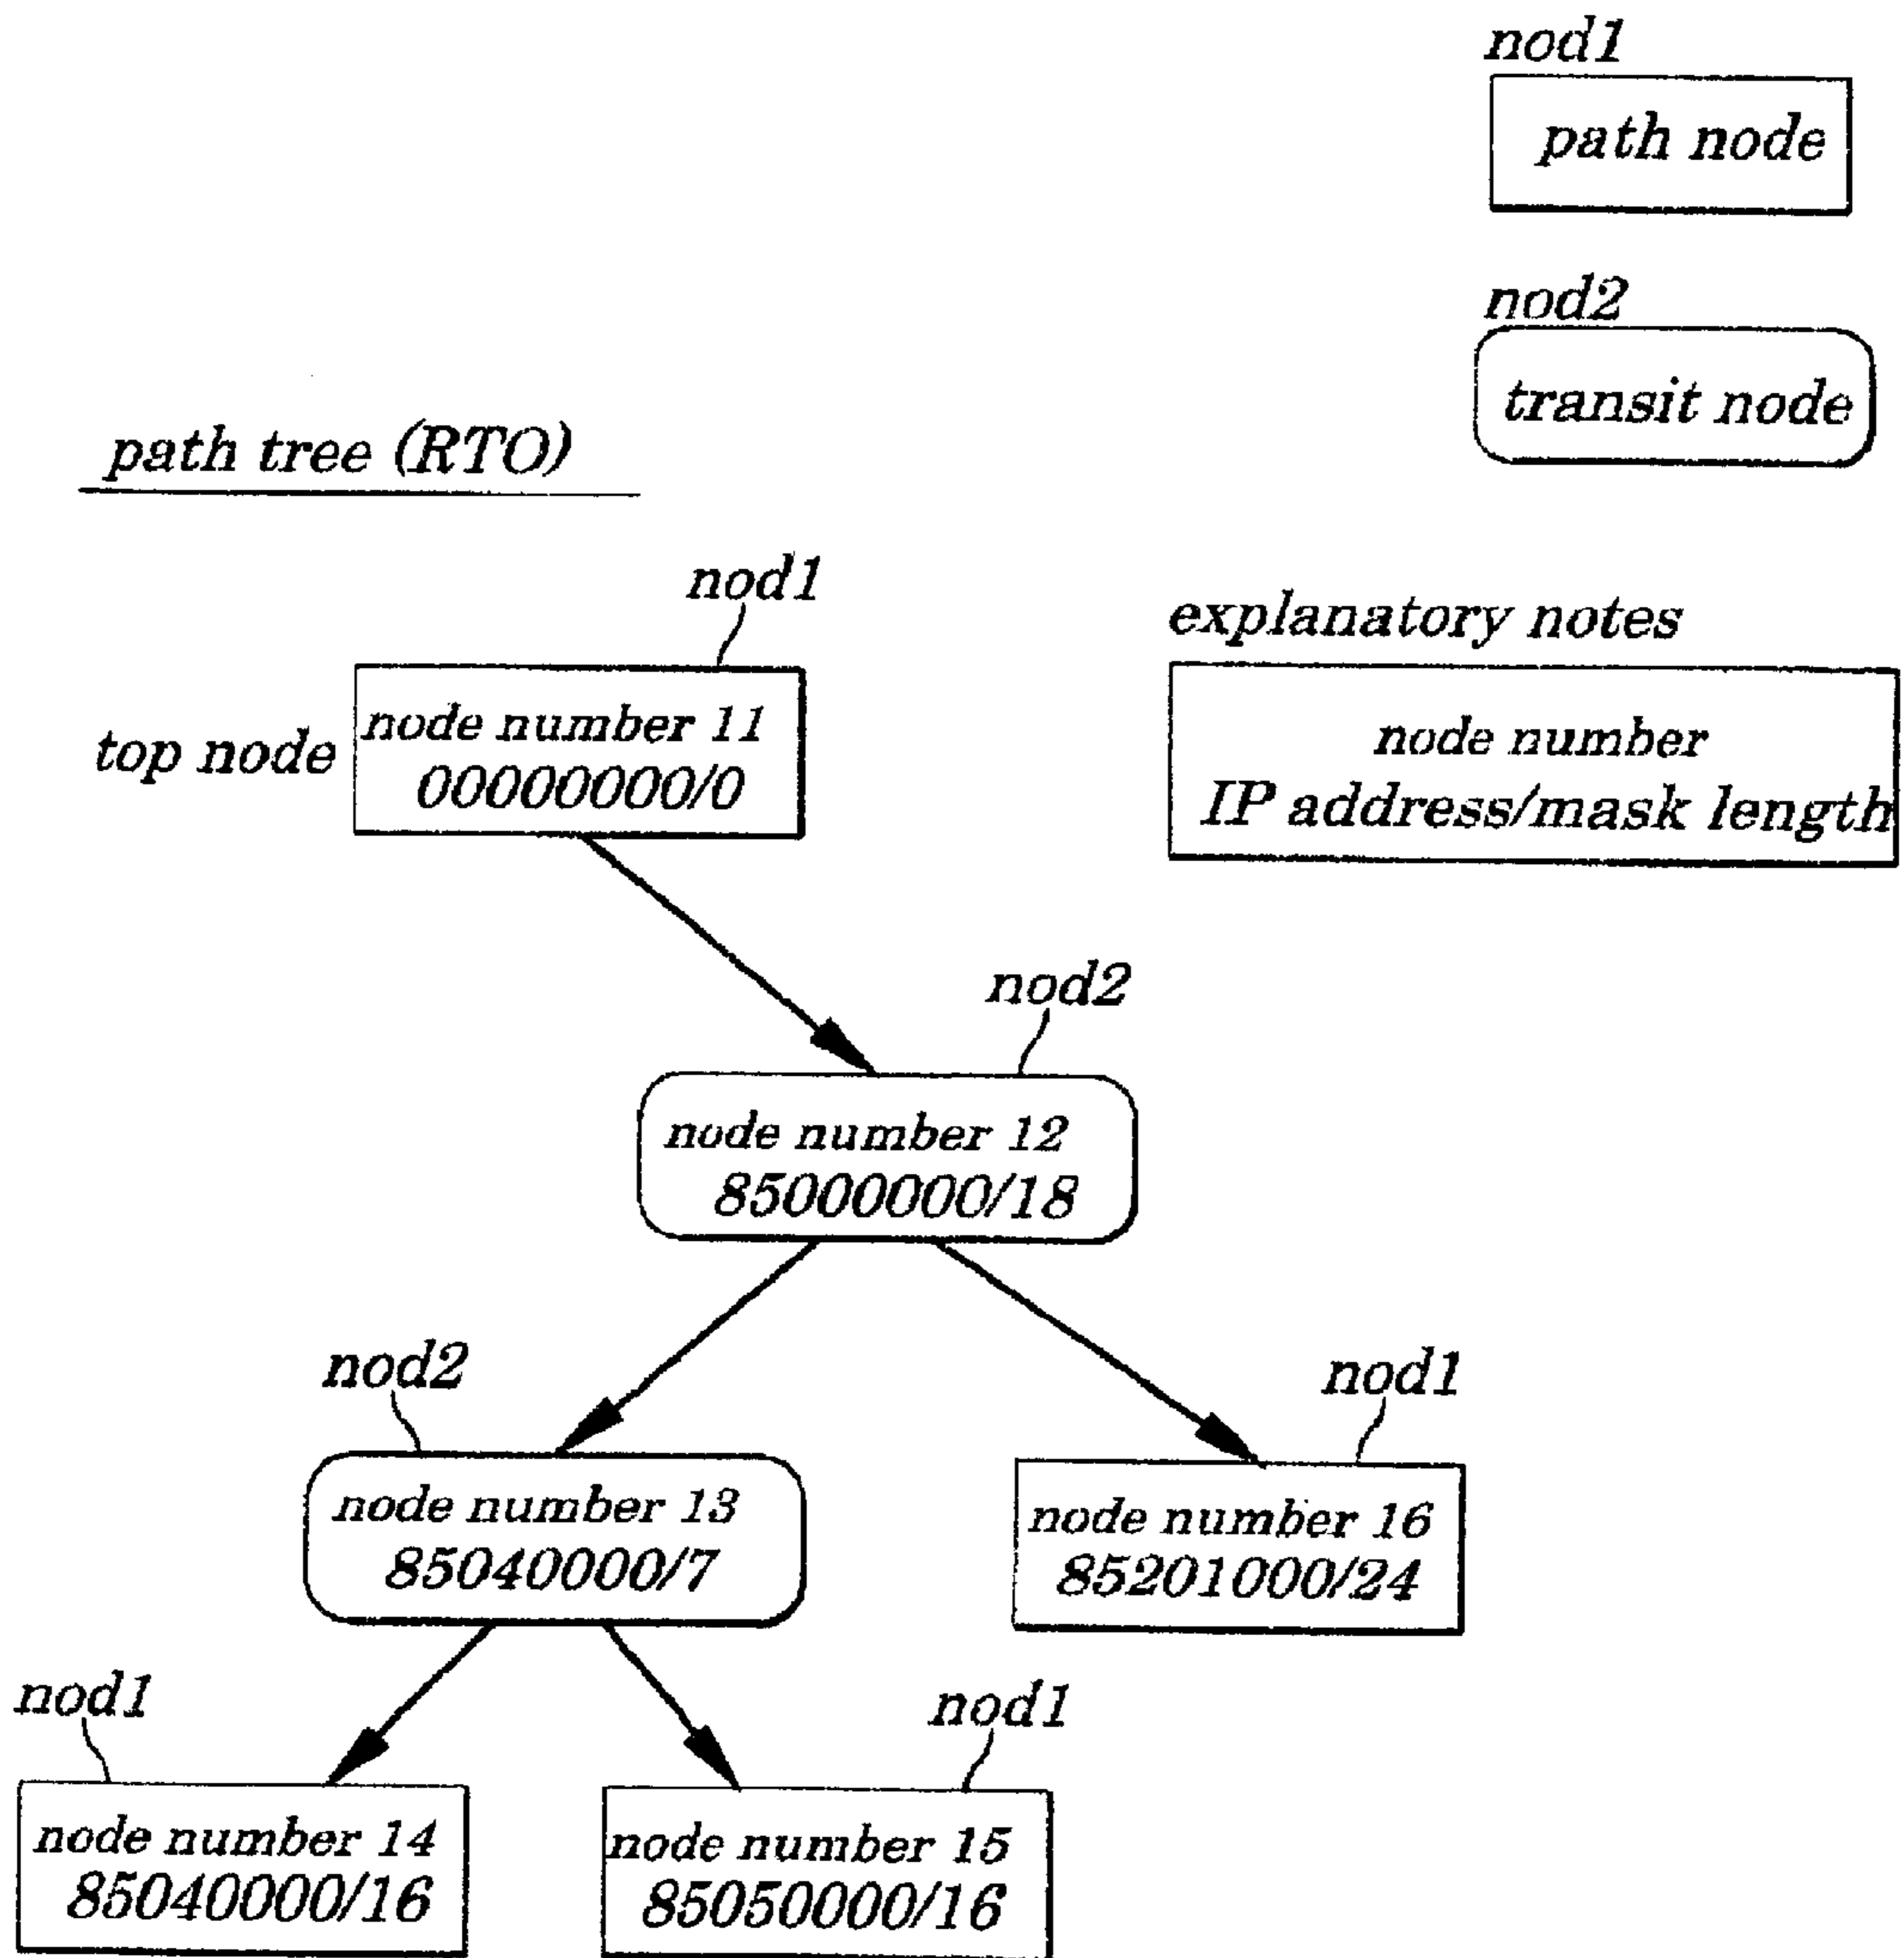 nod1
path node
nod2
transit node
path tree (RTO)
nod1
explanatory notes
top node
node number 11
00000000/0
node number
IP address/mask length
nod2
node number 12
85000000/18
nod2
nod1
node number 13
85040000/7
node number 16
85201000/24
nod1
nod1
node number 14
85040000/16
node number 15
85050000/16